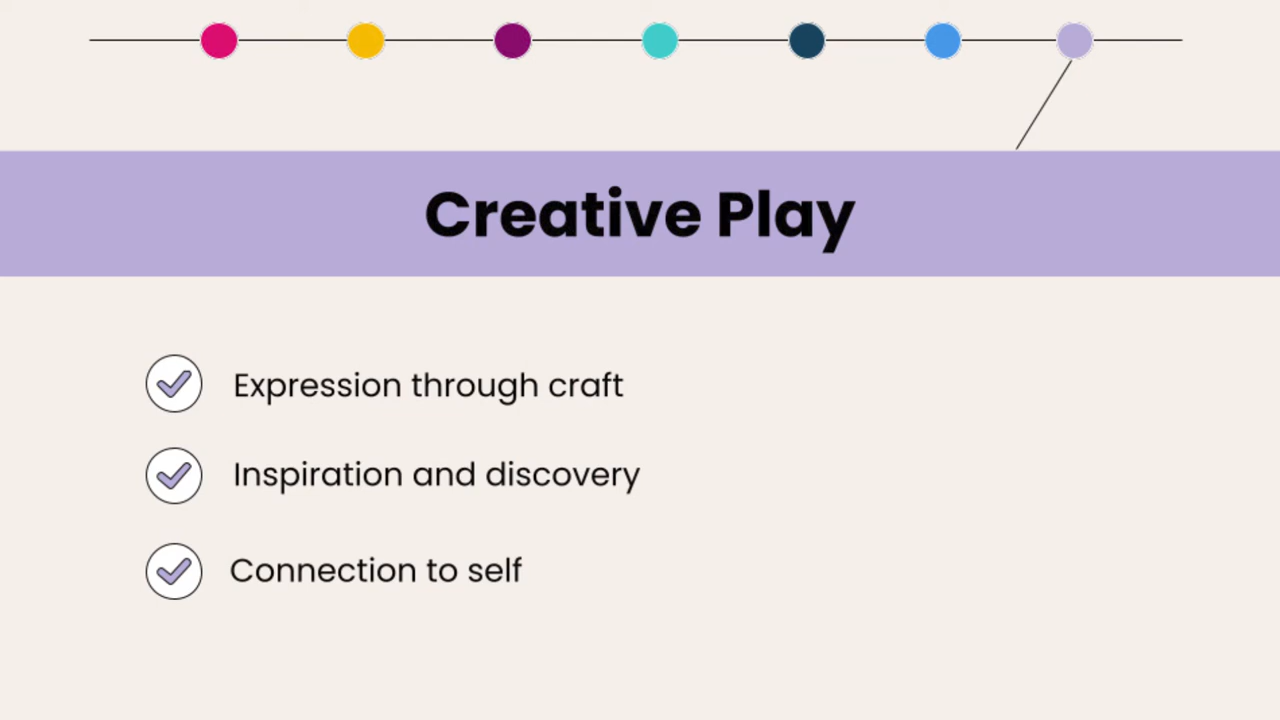 Creative Play
Expression through craft
Inspiration and discovery
Connection to self